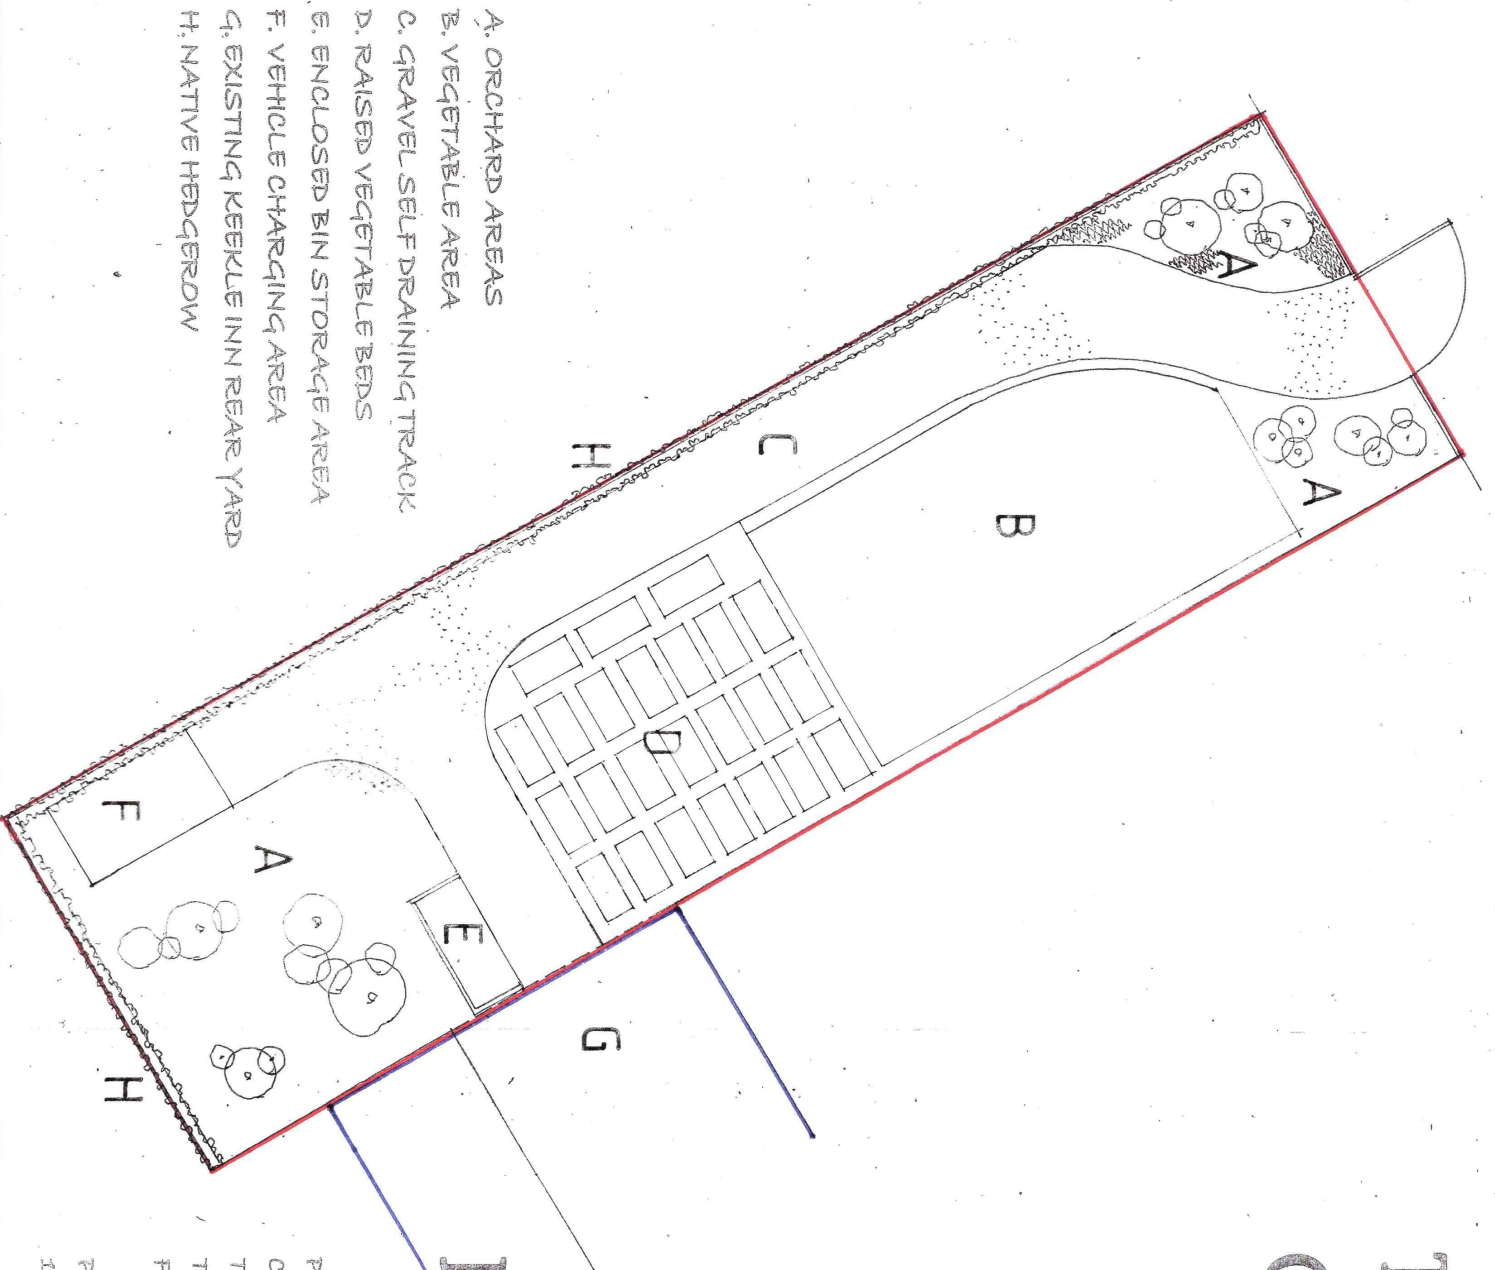 A. ORCHARD AREAS
B. VEGETABLE AREA
C. GRAVEL SELF DRAINING TRACK
D. RAISED VEGETABLE BEDS
E. ENCLOSED BIN STORAGE AREA
F. VEHICLE CHARGING AREA
G. EXISTING KEEKLE INN REAR YARD
H. NATIVE HEDGEROW
A
A
B
C
H
D
F
A
E
G
H